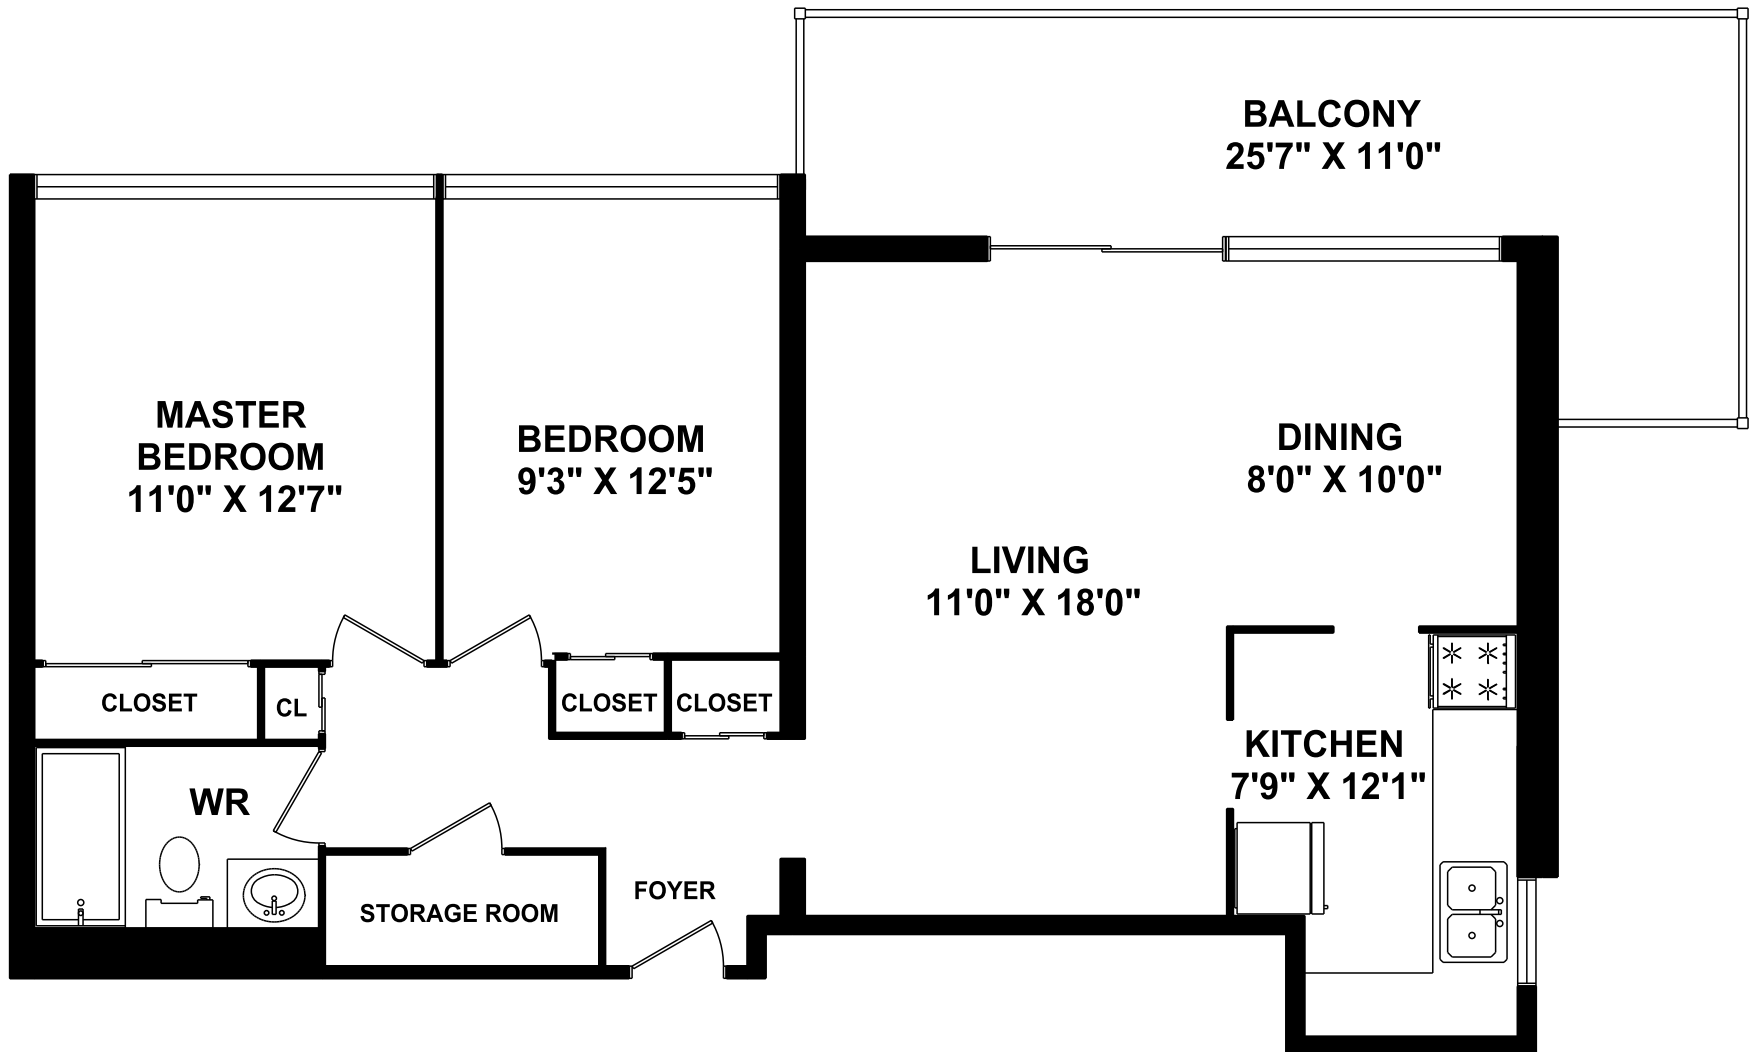 BALCONY
25'7" X 11'0"
MASTER
BEDROOM
11'0" X 12'7"
BEDROOM
9'3" X 12'5"
DINING
8'0" X 10'0"
LIVING
11'0" X 18'0"
CLOSET
CL
CLOSET
CLOSET
KITCHEN
7'9" X 12'1"
WR
FOYER
STORAGE ROOM